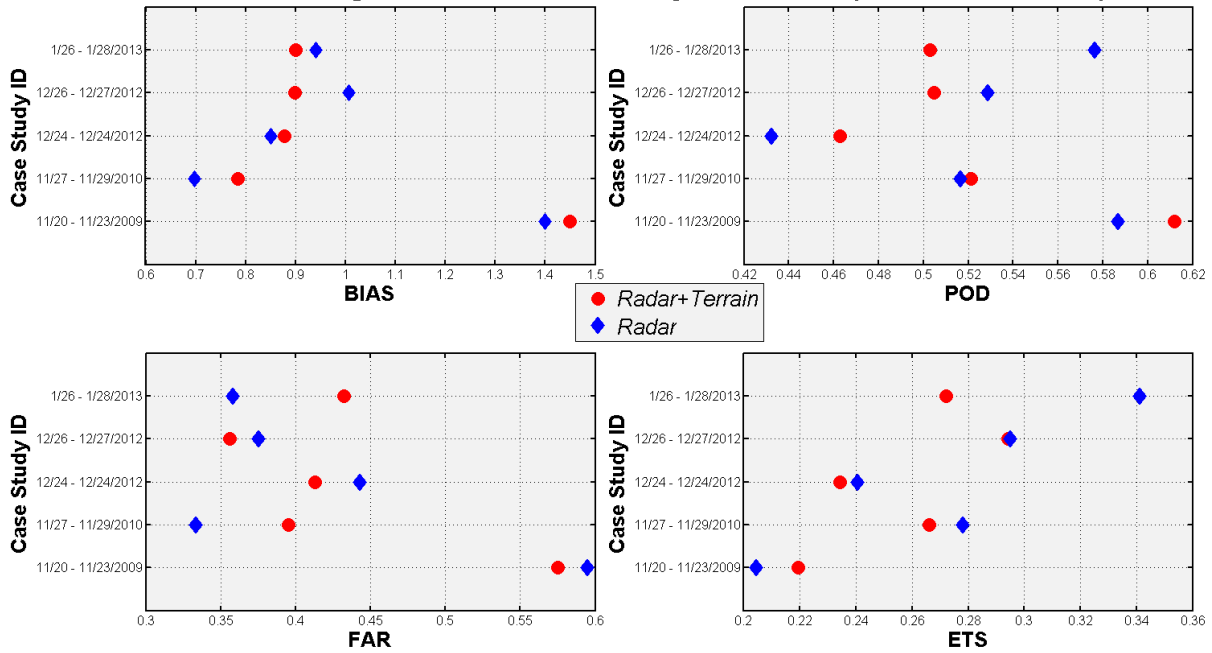 1/26 - 1/28/2013
12/26 - 12/27/2012
12/24 - 12/24/2012
11/27 - 11/29/2010
11/20 - 11/23/2009
Case Study ID
0.6 0.7 0.8 0.9 1 1.1 1.2 1.3 1.4 1.5
BIAS
1/26 - 1/28/2013
12/26 - 12/27/2012
12/24 - 12/24/2012
11/27 - 11/29/2010
11/20 - 11/23/2009
Case Study ID
0.42 0.44 0.46 0.48 0.5 0.52 0.54 0.56 0.58 0.6 0.62
POD
Radar+Terrain
Radar
1/26 - 1/28/2013
12/26 - 12/27/2012
12/24 - 12/24/2012
11/27 - 11/29/2010
11/20 - 11/23/2009
Case Study ID
0.3 0.35 0.4 0.45 0.5 0.55 0.6
FAR
1/26 - 1/28/2013
12/26 - 12/27/2012
12/24 - 12/24/2012
11/27 - 11/29/2010
11/20 - 11/23/2009
Case Study ID
0.2 0.22 0.24 0.26 0.28 0.3 0.32 0.34 0.36
ETS